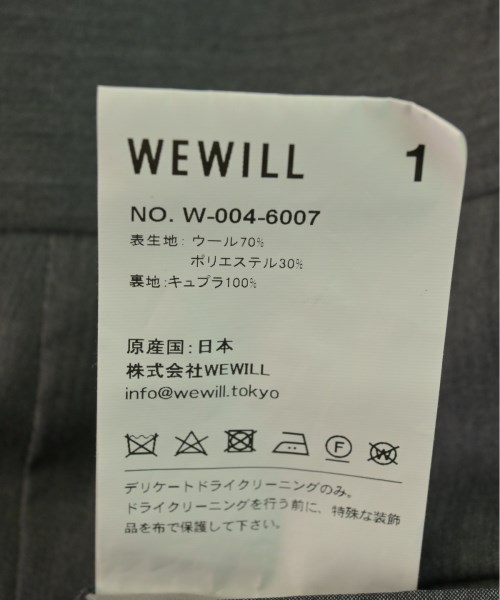 WEWILL 1
NO. W-004-6007
表生地: ウール70%
ポリエステル30%
裏地:キュプラ100%
原産国:日本
株式会社WEWILL
info@wewill.tokyo
F W
デリケートドライクリーニングのみ。
ドライクリーニングを行う前に、特殊な装飾
品を布で保護して下さい。